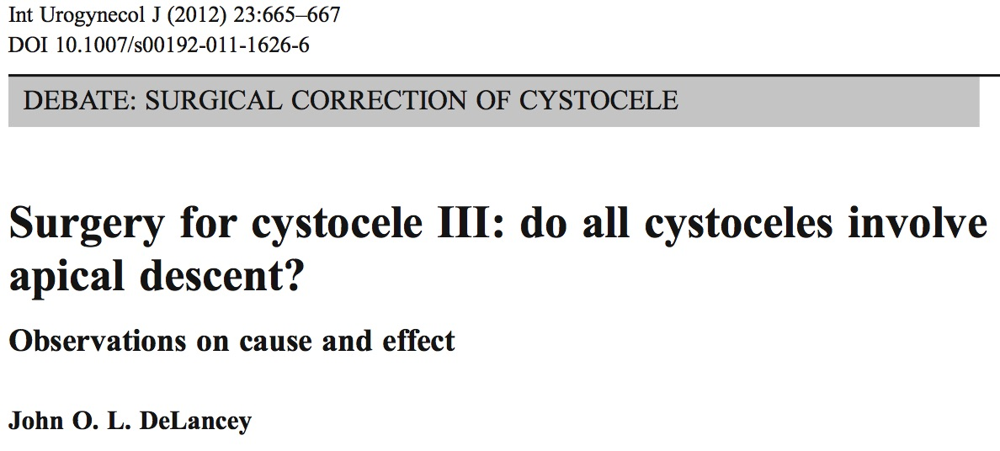 Int Urogynecol J (2012) 23:665–667
DOI 10.1007/s00192-011-1626-6
DEBATE: SURGICAL CORRECTION OF CYSTOCELE
Surgery for cystocele III: do all cystoceles involve
apical descent?
Observations on cause and effect
John O. L. DeLancey